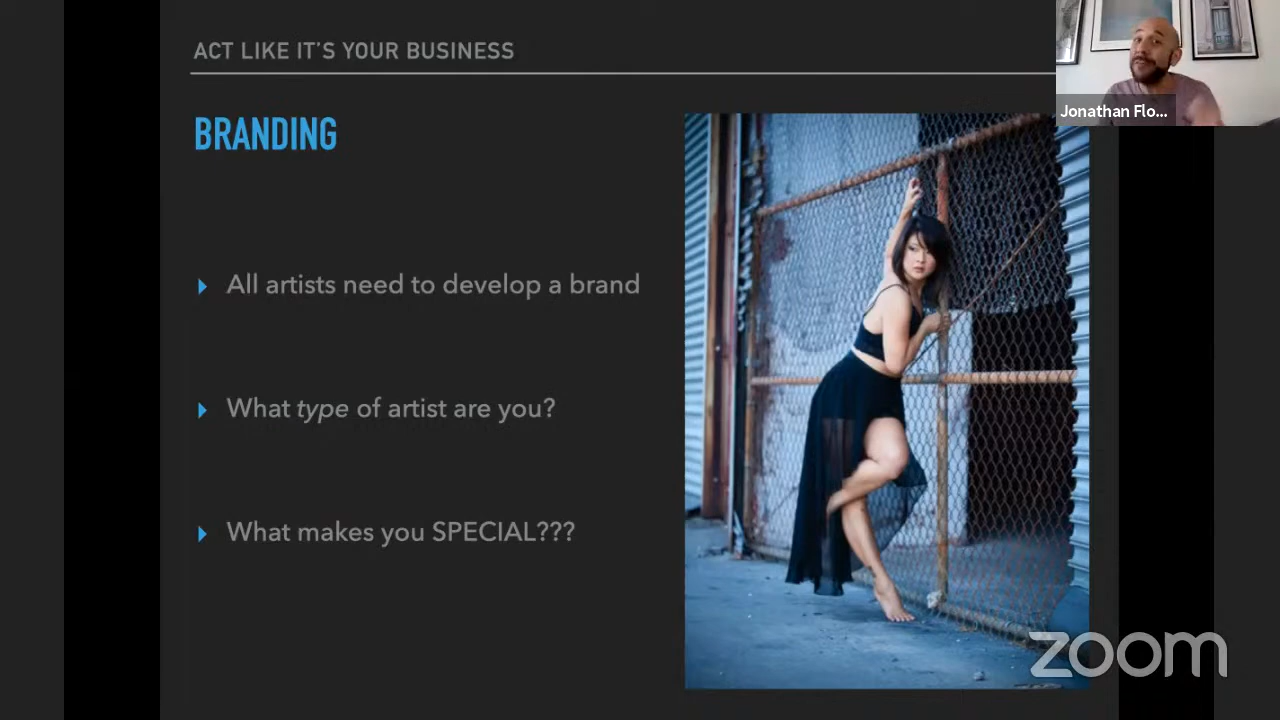 ACT LIKE IT'S YOUR BUSINESS
Jonathan Flo...
BRANDING
All artists need to develop a brand
What type of artist are you?
What makes you SPECIAL???
zoom